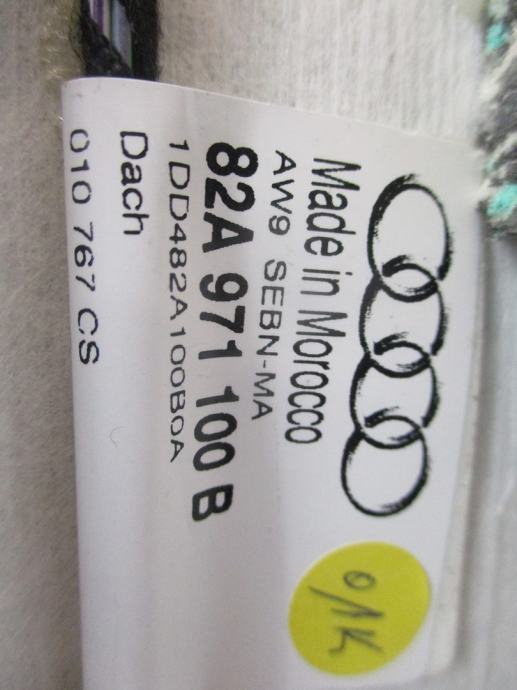 Made in Morocco
AW9 SEBN-MA
82A 971 100 B
1DD482A100B0A
Dach
010 767 CS
O/K